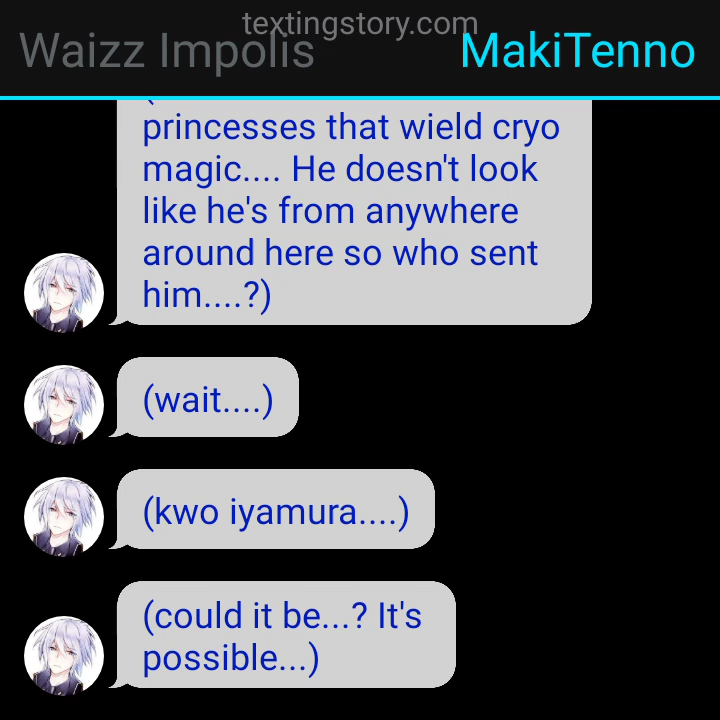 textingstory.com
Waizz Impolis MakiTenno
princesses that wield cryo
magic.... He doesn't look
like he's from anywhere
around here so who sent
him....?)
(wait....)
(kwo iyamura....)
(could it be...? It's
possible...)